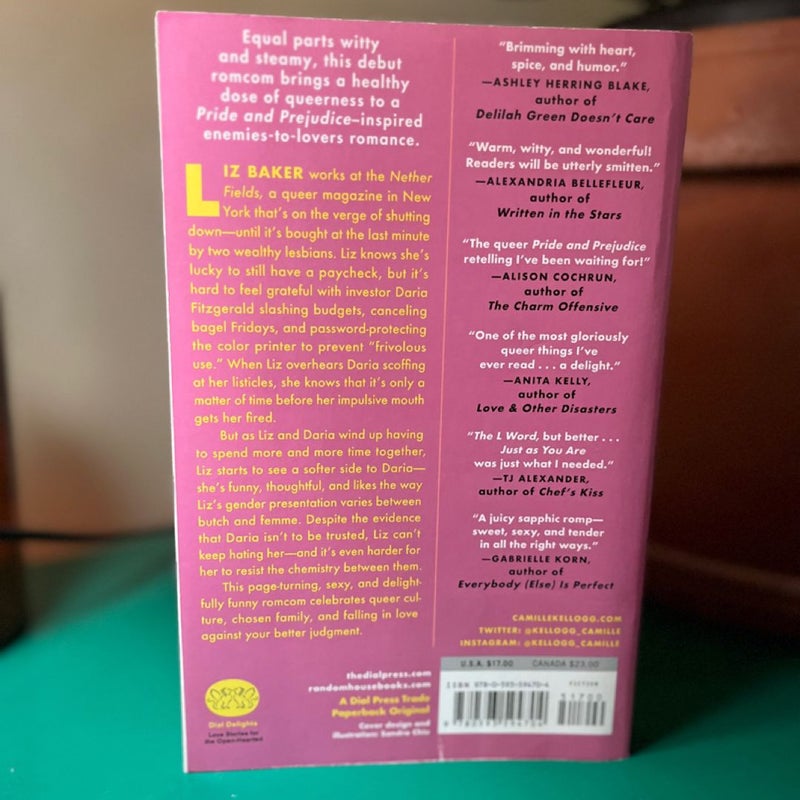 Equal parts witty
and steamy, this debut
romcom brings a healthy
dose of queerness to a
Pride and Prejudice–inspired
enemies-to-lovers romance.
LIZ BAKER works at the Nether
Fields, a queer magazine in New
York that's on the verge of shutting
down—until it's bought at the last minute
by two wealthy lesbians. Liz knows she's
lucky to still have a paycheck, but it's
hard to feel grateful with investor Daria
Fitzgerald slashing budgets, canceling
bagel Fridays, and password-protecting
the color printer to prevent "frivolous
use." When Liz overhears Daria scoffing
at her listicles, she knows that it's only a
matter of time before her impulsive mouth
gets her fired.
But as Liz and Daria wind up having
to spend more and more time together,
Liz starts to see a softer side to Daria—
she's funny, thoughtful, and likes the way
Liz's gender presentation varies between
butch and femme. Despite the evidence
that Daria isn't to be trusted, Liz can't
keep hating her—and it's even harder for
her to resist the chemistry between them.
This page-turning, sexy, and delight-
fully funny romcom celebrates queer cul-
ture, chosen family, and falling in love
against your better judgment.
Dial Delights
Love Stories for
the Open-Hearted
thedialpress.com
randomhousebooks.com
A Dial Press Trade
Paperback Original
Cover design and
illustration: Sandra Chiu
"Brimming with heart,
spice, and humor."
—ASHLEY HERRING BLAKE,
author of
Delilah Green Doesn't Care
"Warm, witty, and wonderful!
Readers will be utterly smitten."
—ALEXANDRIA BELLEFLEUR,
author of
Written in the Stars
"The queer Pride and Prejudice
retelling I've been waiting for!"
—ALISON COCHRUN,
author of
The Charm Offensive
"One of the most gloriously
queer things I've
ever read . . . a delight."
—ANITA KELLY,
author of
Love & Other Disasters
"The L Word, but better . . .
Just as You Are
was just what I needed."
—TJ ALEXANDER,
author of Chef's Kiss
"A juicy sapphic romp—
sweet, sexy, and tender
in all the right ways."
—GABRIELLE KORN,
author of
Everybody (Else) Is Perfect
CAMILLEKELLOGG.COM
TWITTER: @KELLOGG_CAMILLE
INSTAGRAM: @KELLOGG_CAMILLE
U.S.A. $17.00 CANADA $23.00
ISBN 978-0-593-59470-4 FICTION
51700